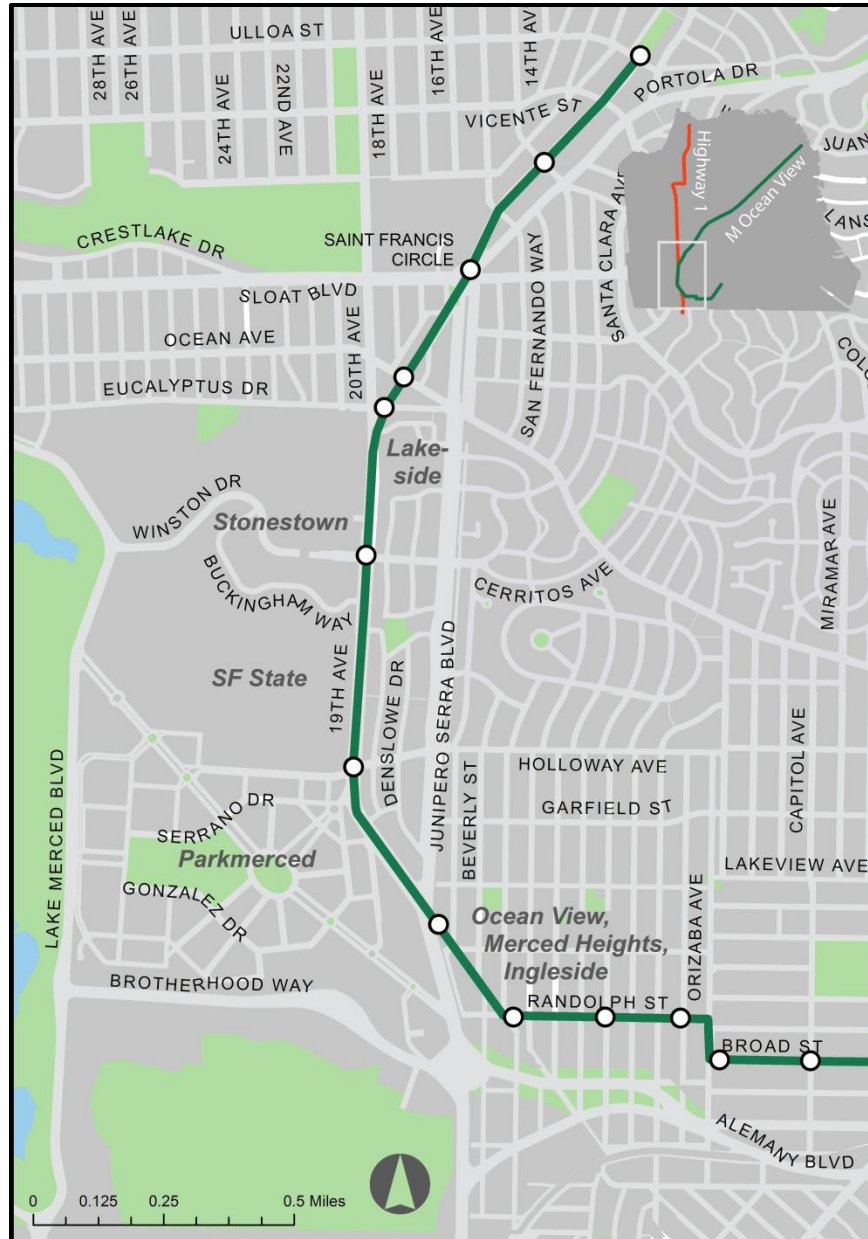 28TH AVE
26TH AVE
24TH AVE
22ND AVE
18TH AVE
16TH AVE
14TH AVE
ULLOA ST
VICENTE ST
PORTOLA DR
Highway 1
M Ocean View
JUAN
LANS
COLO
CRESTLAKE DR
SAINT FRANCIS
CIRCLE
SLOAT BLVD
OCEAN AVE
20TH AVE
EUCALYPTUS DR
SAN FERNANDO WAY
SANTA CLARA AVE
Lake-
side
WINSTON DR
Stonestown
BUCKINGHAM WAY
CERRITOS AVE
MIRAMAR AVE
SF State
19TH AVE
DENSLOWE DR
JUNIPERO SERRA BLVD
BEVERLY ST
HOLLOWAY AVE
GARFIELD ST
CAPITOL AVE
LAKE MERCED BLVD
SERRANO DR
Parkmerced
GONZALEZ DR
LAKEVIEW AVE
ORIZABA AVE
Ocean View,
Merced Heights,
Ingleside
BROTHERHOOD WAY
RANDOLPH ST
BROAD ST
ALEMANY BLVD
0 0.125 0.25 0.5 Miles